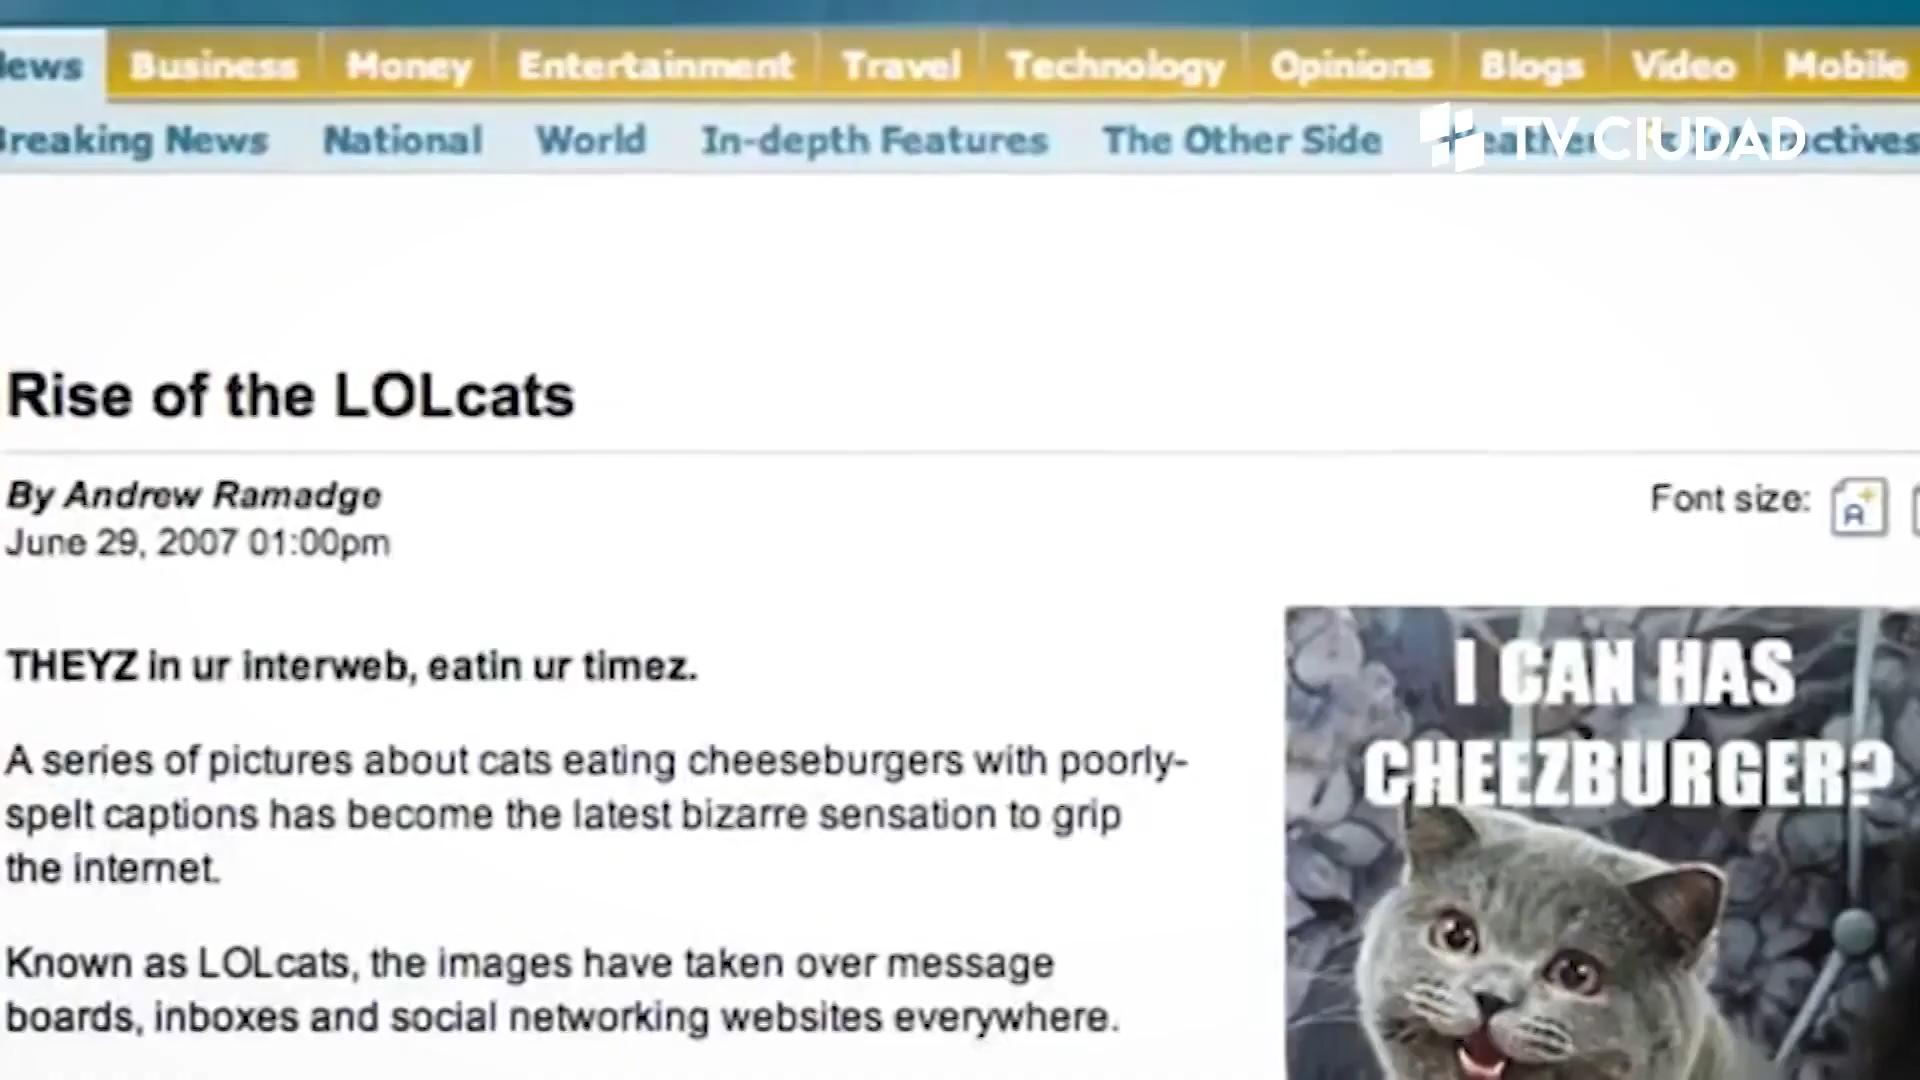 Business Money Entertainment Travel Technology Opinions Blogs Video Mobile
Breaking News National World In-depth Features The Other Side
TV CIUDAD
Rise of the LOLcats
By Andrew Ramadge
June 29, 2007 01:00pm
Font size:
THEYZ in ur interweb, eatin ur timez.
A series of pictures about cats eating cheeseburgers with poorly-
spelt captions has become the latest bizarre sensation to grip
the internet.
Known as LOLcats, the images have taken over message
boards, inboxes and social networking websites everywhere.
I CAN HAS
CHEEZBURGER?